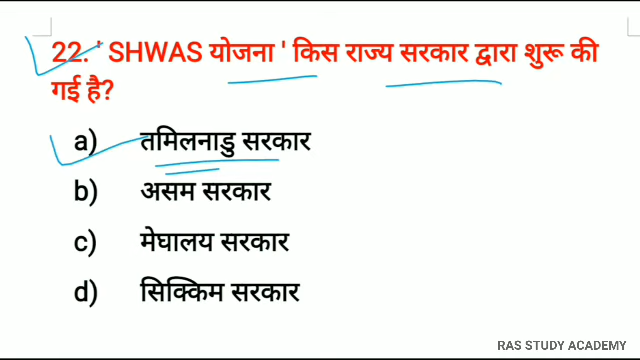 22. ' SHWAS योजना ' किस राज्य सरकार द्वारा शुरू की
गई है?
a) तमिलनाडु सरकार
b) असम सरकार
c) मेघालय सरकार
d) सिक्किम सरकार
RAS STUDY ACADEMY